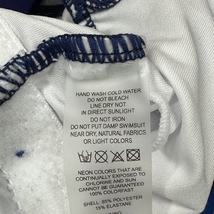 HAND WASH COLD WATER
DO NOT BLEACH
LINE DRY NOT
IN DIRECT SUNLIGHT
DO NOT IRON
DO NOT PUT DAMP SWIMSUIT
NEAR DRY, NATURAL, WHITE
OR LIGHT COLORS
NEON COLORS THAT ARE
EXTREMELY EXPOSED TO
CHLORINE AND SUN CANNOT
BE GUARANTEED
100% COLORFAST
SHELL: 85% POLYESTER
15% ELASTANE